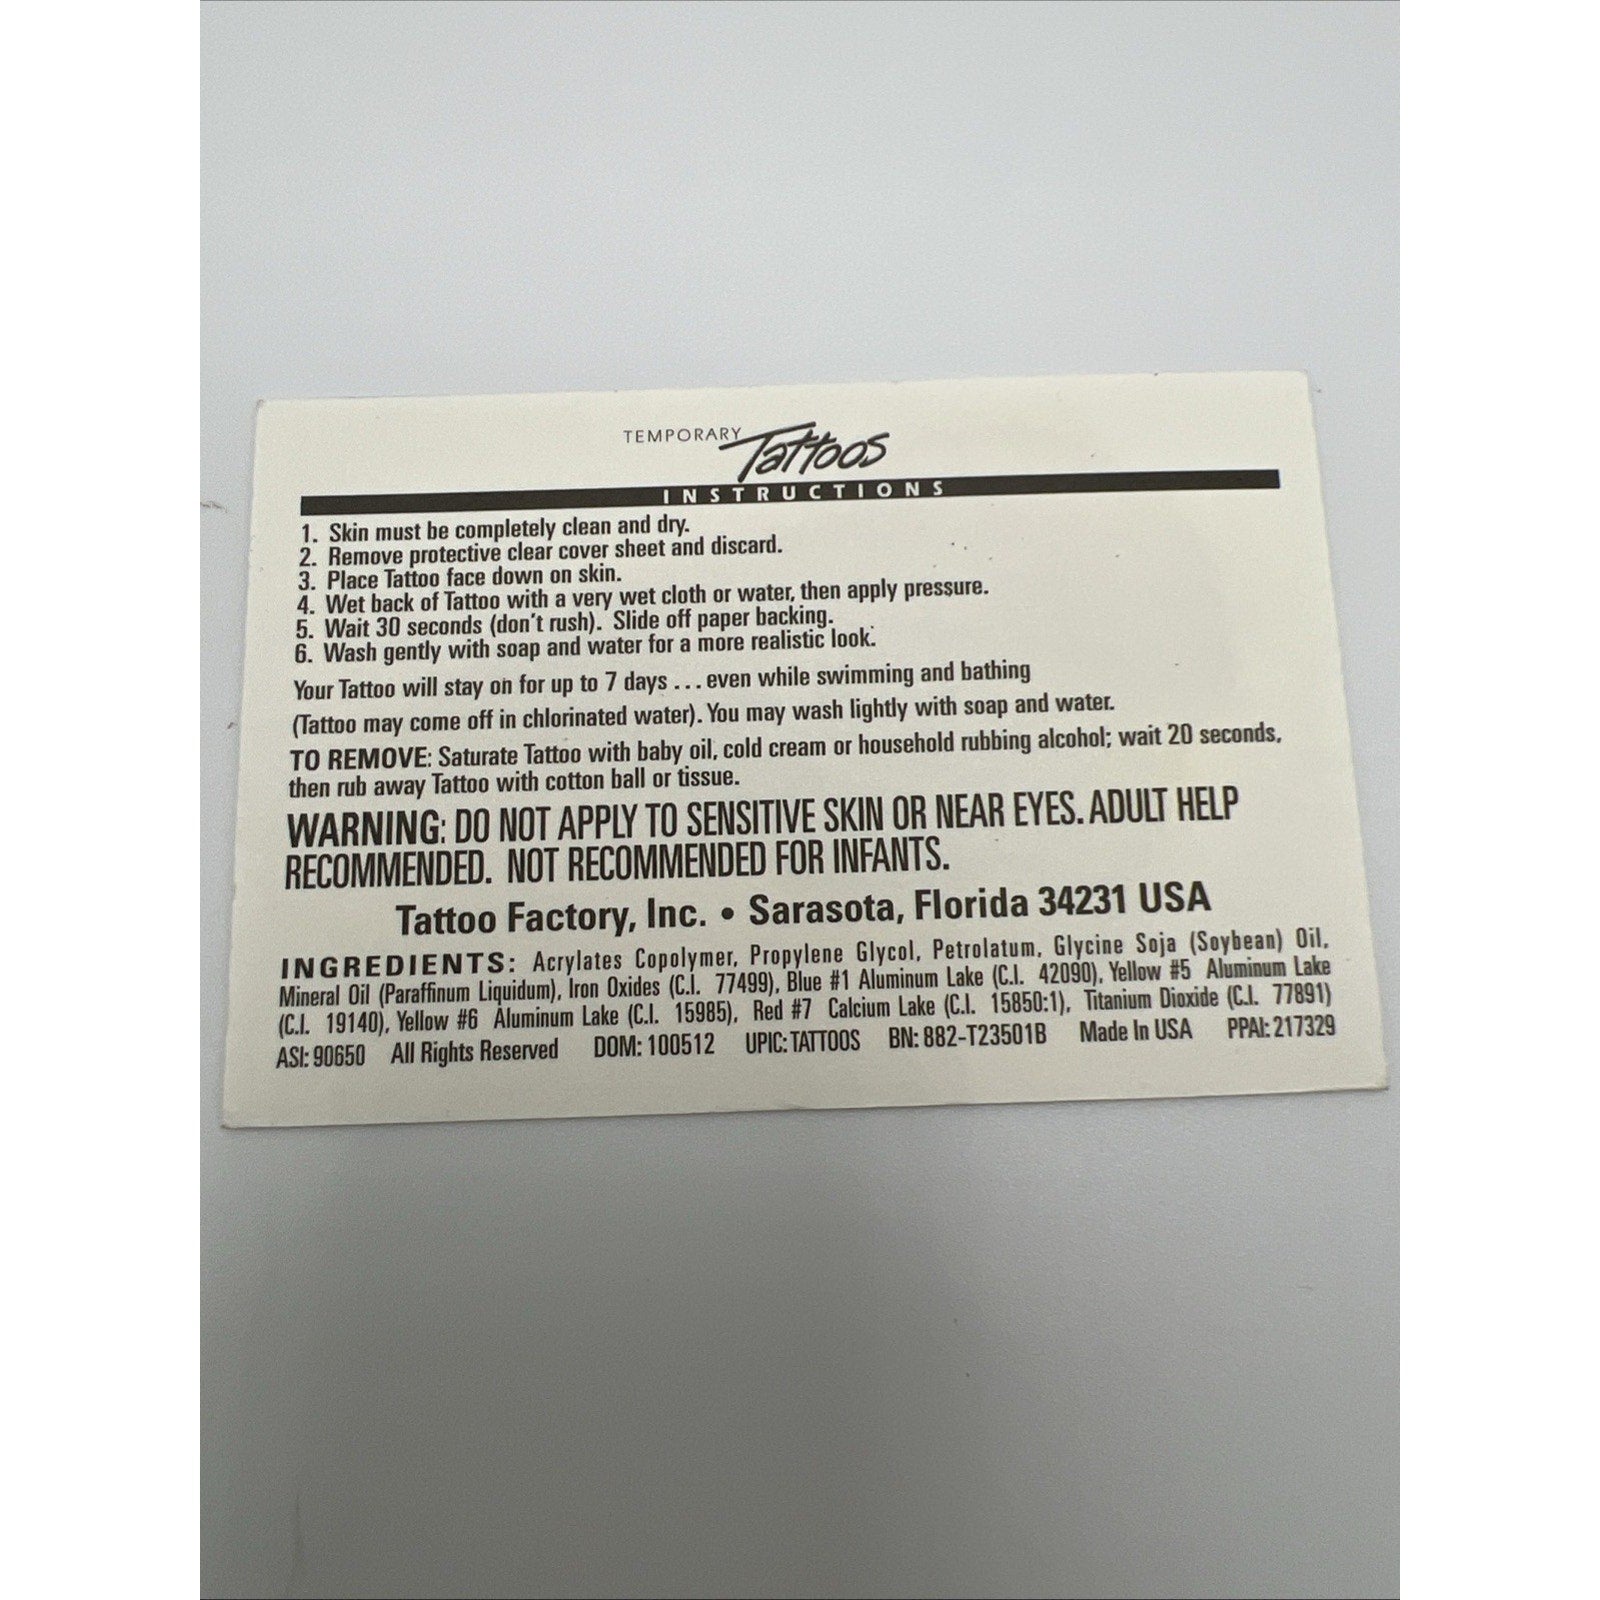 TEMPORARY Tattoos
INSTRUCTIONS
1. Skin must be completely clean and dry.
2. Remove protective clear cover sheet and discard.
3. Place Tattoo face down on skin.
4. Wet back of Tattoo with a very wet cloth or water, then apply pressure.
5. Wait 30 seconds (don't rush). Slide off paper backing.
6. Wash gently with soap and water for a more realistic look.
Your Tattoo will stay on for up to 7 days ... even while swimming and bathing
(Tattoo may come off in chlorinated water). You may wash lightly with soap and water.
TO REMOVE: Saturate Tattoo with baby oil, cold cream or household rubbing alcohol; wait 20 seconds,
then rub away Tattoo with cotton ball or tissue.
WARNING: DO NOT APPLY TO SENSITIVE SKIN OR NEAR EYES. ADULT HELP
RECOMMENDED. NOT RECOMMENDED FOR INFANTS.
Tattoo Factory, Inc. • Sarasota, Florida 34231 USA
INGREDIENTS: Acrylates Copolymer, Propylene Glycol, Petrolatum, Glycine Soja (Soybean) Oil,
Mineral Oil (Paraffinum Liquidum), Iron Oxides (C.I. 77499), Blue #1 Aluminum Lake (C.I. 42090), Yellow #5 Aluminum Lake
(C.I. 19140), Yellow #6 Aluminum Lake (C.I. 15985), Red #7 Calcium Lake (C.I. 15850:1), Titanium Dioxide (C.I. 77891)
ASI: 90650 All Rights Reserved DOM: 100512 UPIC: TATTOOS BN: 882-T23501B Made In USA PPAI: 217329